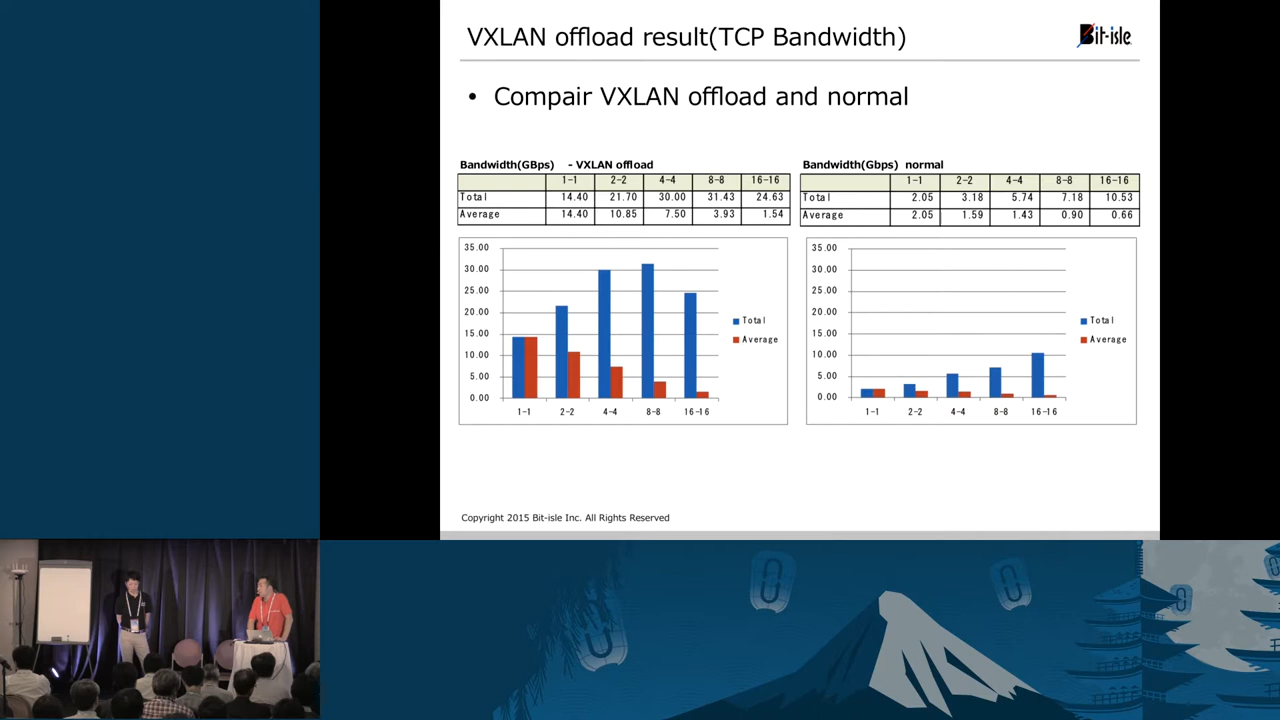 VXLAN offload result(TCP Bandwidth)
Bit-isle
• Compair VXLAN offload and normal
Bandwidth(GBps) - VXLAN offload
1-1 2-2 4-4 8-8 16-16
Total 14.40 21.70 30.00 31.43 24.63
Average 14.40 10.85 7.50 3.93 1.54
Bandwidth(Gbps) normal
1-1 2-2 4-4 8-8 16-16
Total 2.05 3.18 5.74 7.18 10.53
Average 2.05 1.59 1.43 0.90 0.66
35.00
30.00
25.00
20.00
15.00
10.00
5.00
0.00
1-1 2-2 4-4 8-8 16-16
Total
Average
35.00
30.00
25.00
20.00
15.00
10.00
5.00
0.00
1-1 2-2 4-4 8-8 16-16
Total
Average
Copyright 2015 Bit-isle Inc. All Rights Reserved